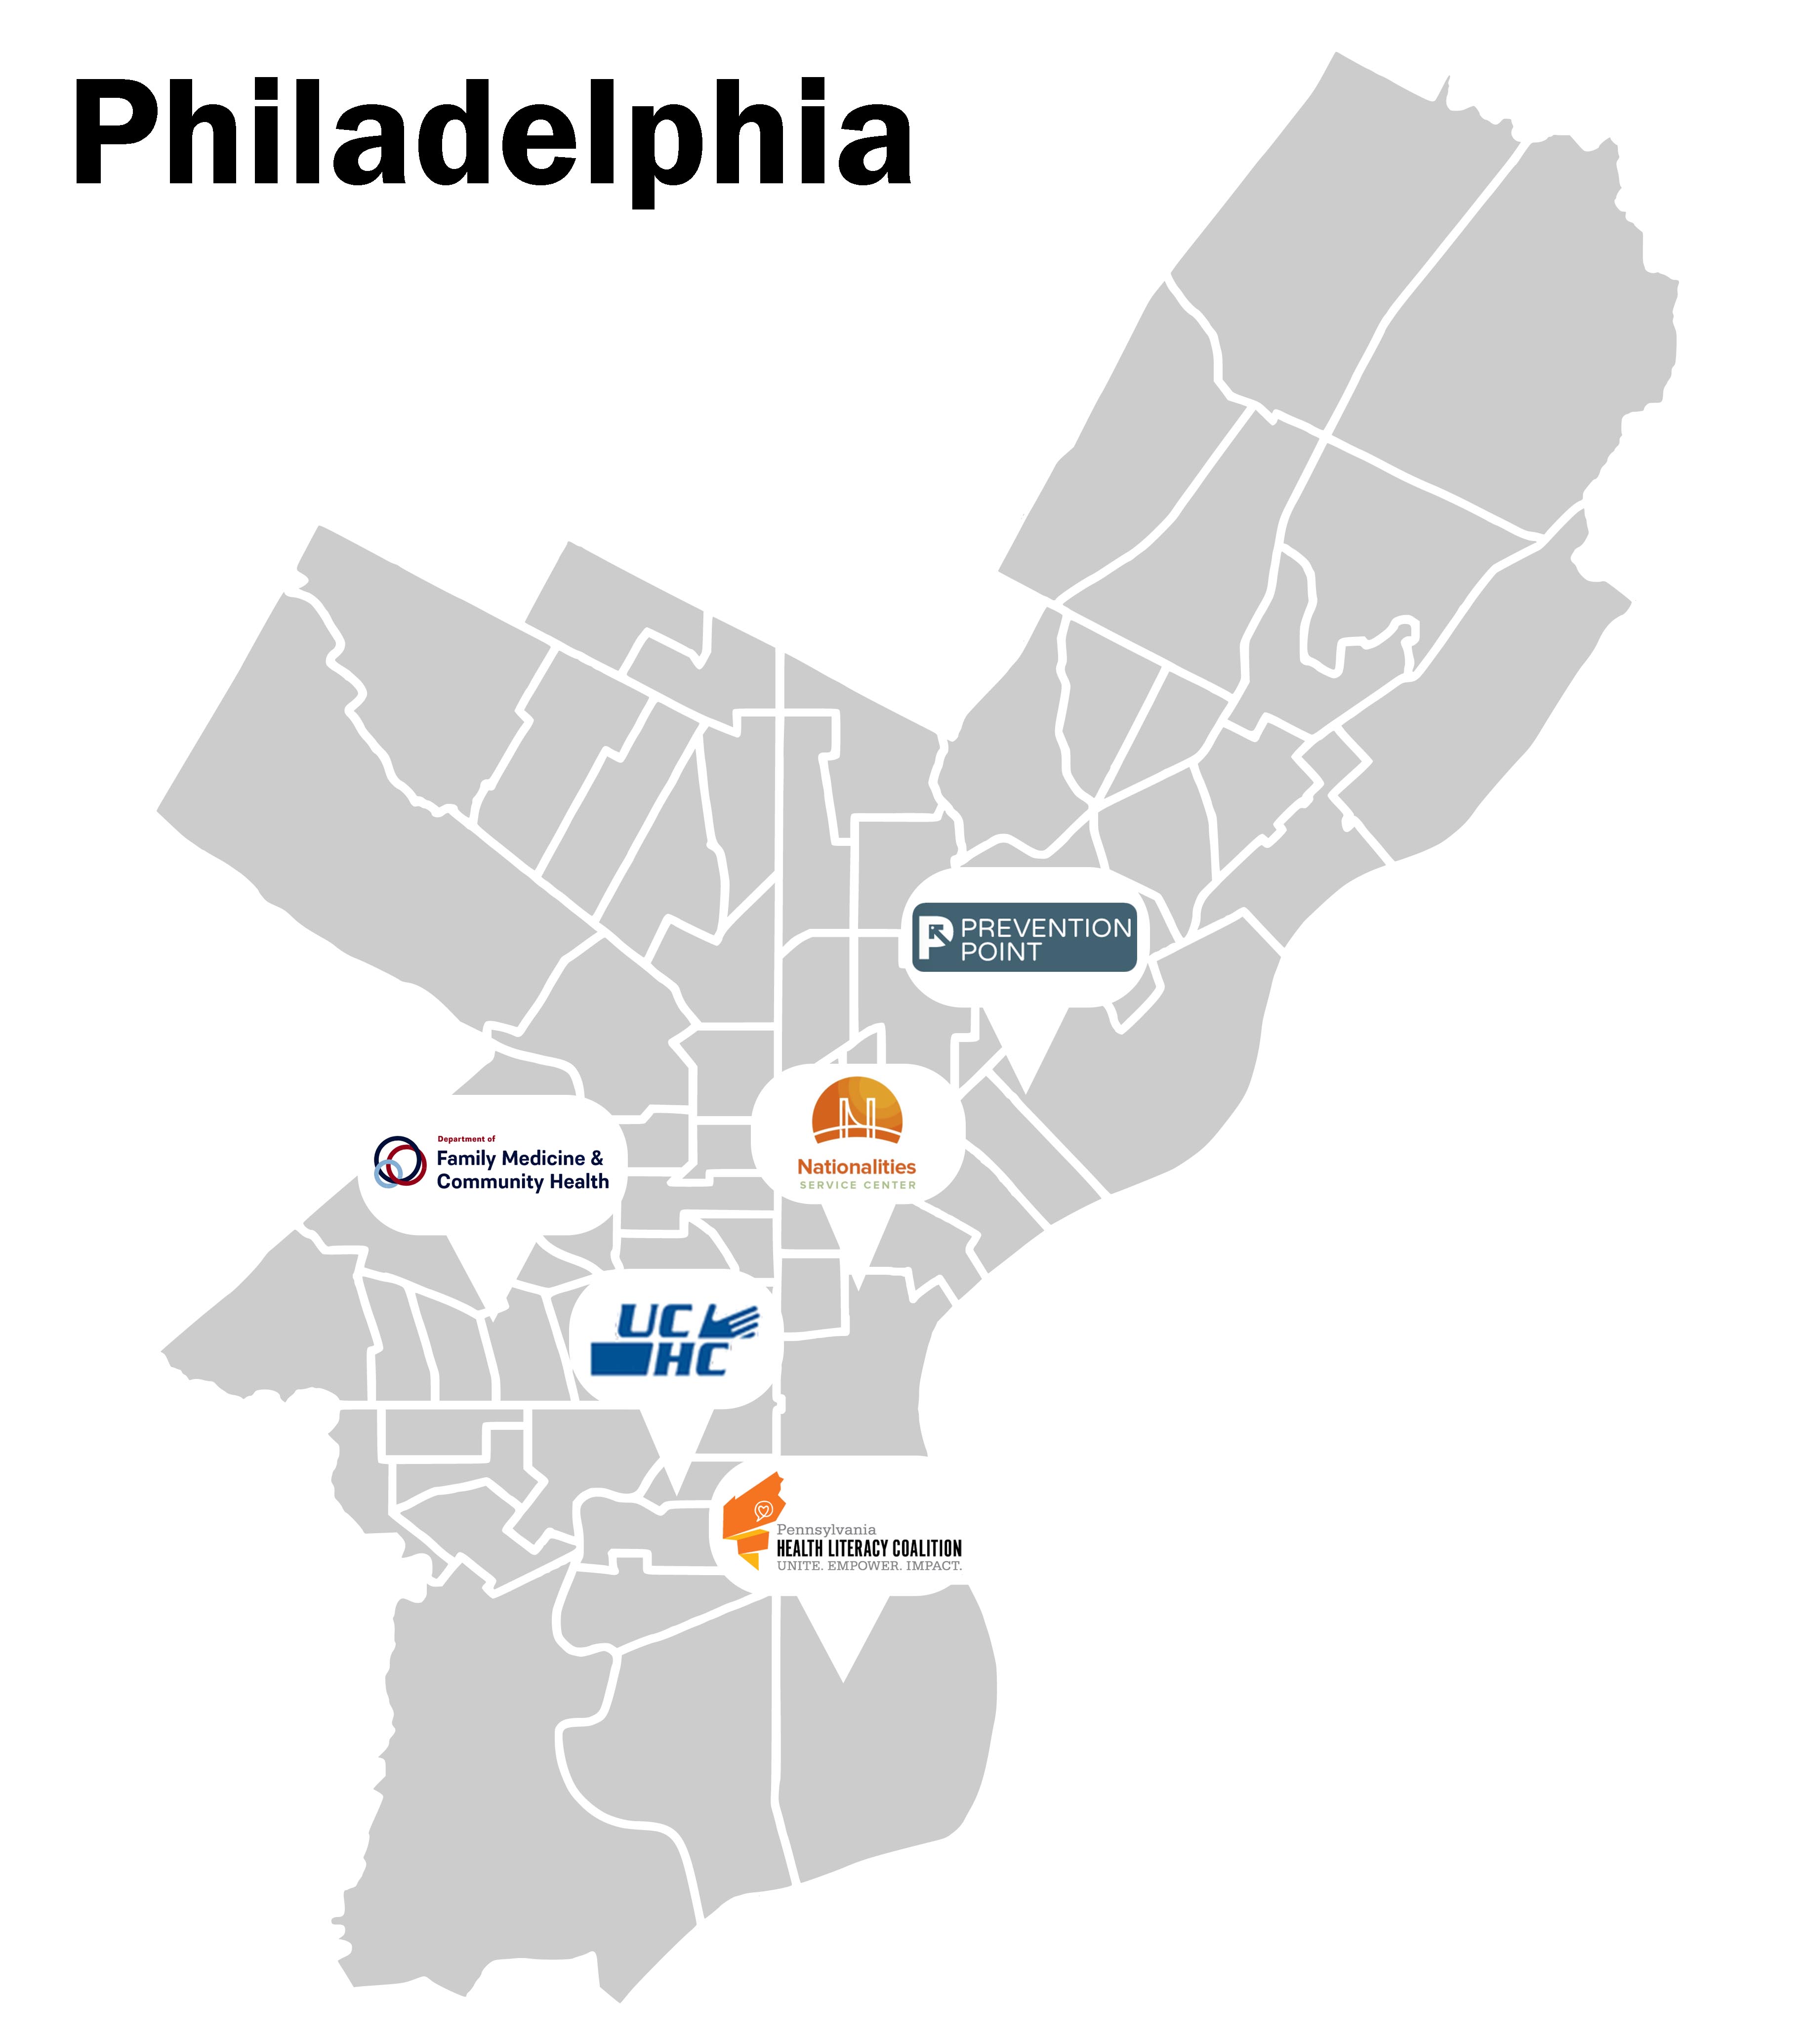 Philadelphia
PREVENTION
POINT
Nationalities
SERVICE CENTER
Department of
Family Medicine &
Community Health
UC
HC
Pennsylvania
HEALTH LITERACY COALITION
UNITE. EMPOWER. IMPACT.